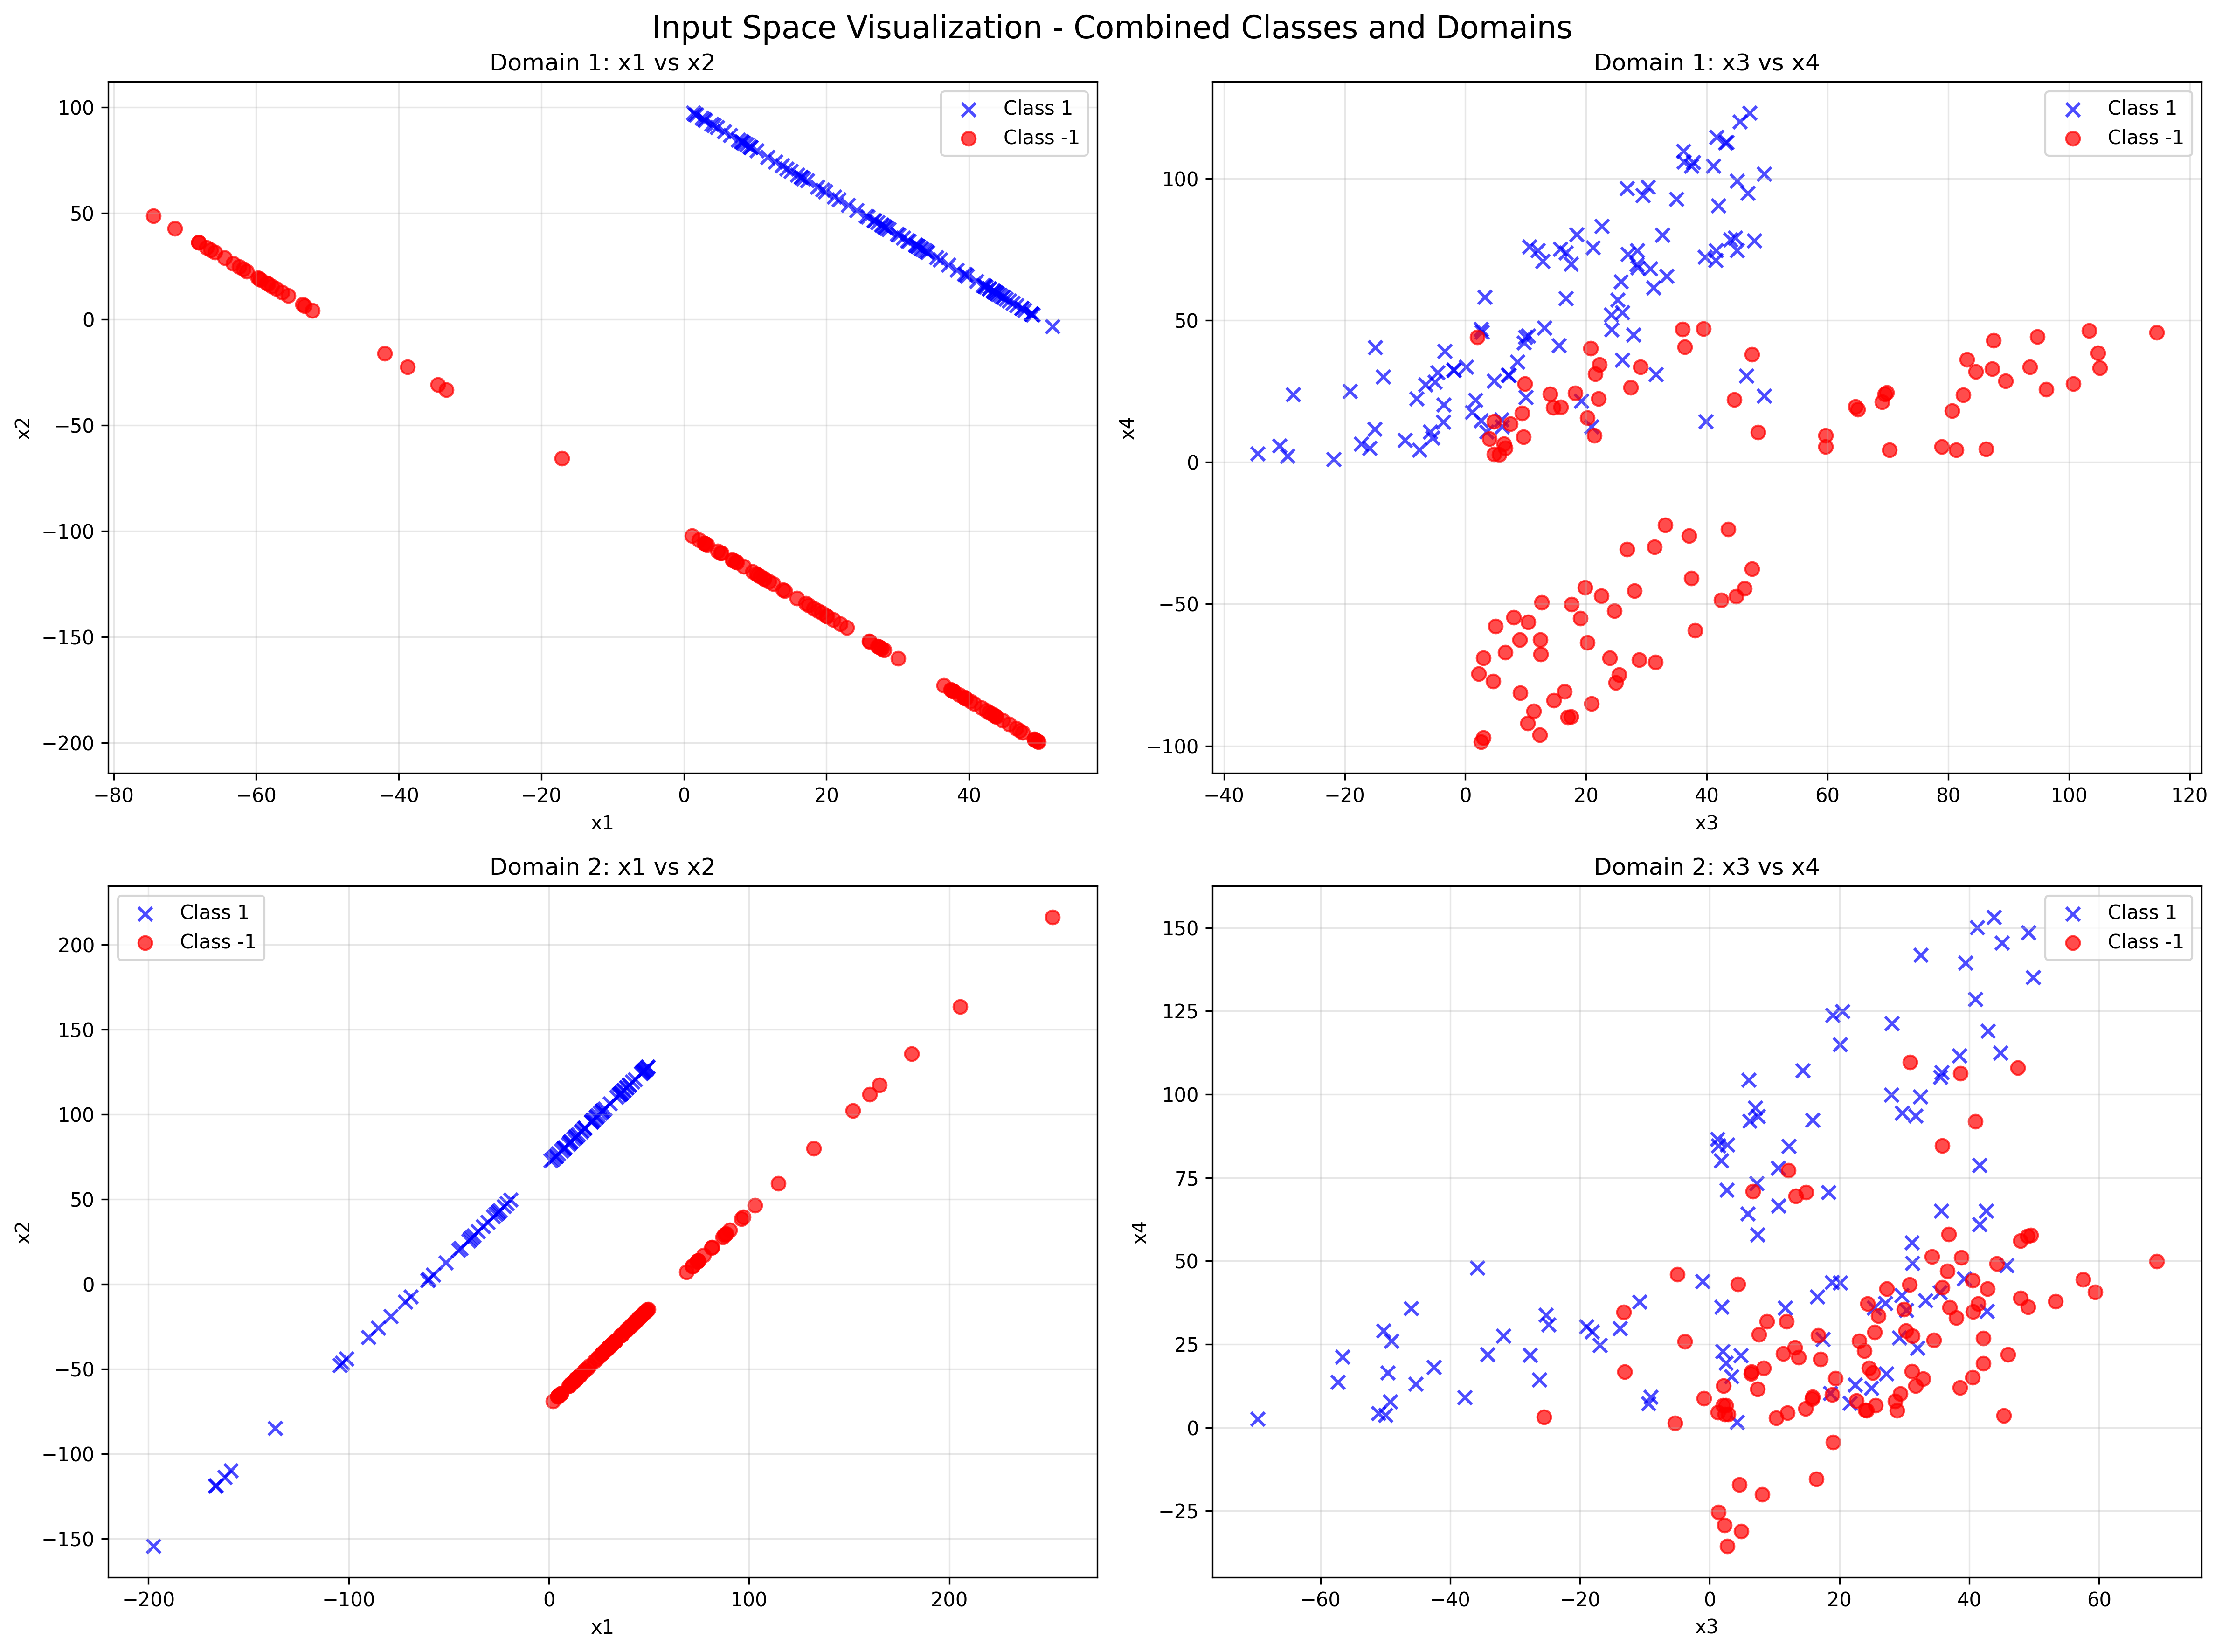 Input Space Visualization - Combined Classes and Domains
Domain 1: x1 vs x2
100
50
0
−50
−100
−150
−200
x2
−80
−60
−40
−20
0
20
40
x1
Class 1
Class -1
Domain 1: x3 vs x4
100
50
0
−50
−100
x4
−40
−20
0
20
40
60
80
100
120
x3
Class 1
Class -1
Domain 2: x1 vs x2
200
150
100
50
0
−50
−100
−150
x2
−200
−100
0
100
200
x1
Class 1
Class -1
Domain 2: x3 vs x4
150
125
100
75
50
25
0
−25
x4
−60
−40
−20
0
20
40
60
x3
Class 1
Class -1